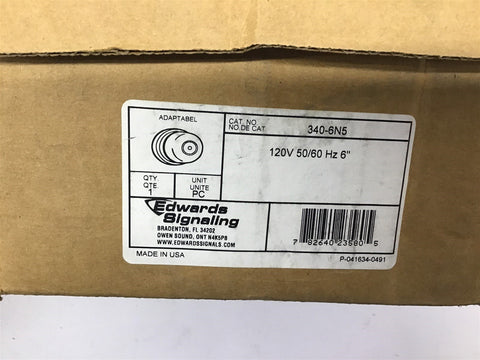 ADAPTABEL
CAT. NO.
NO.DE CAT
340-6N5
120V 50/60 Hz 6"
QTY.
QTE.
1
UNIT
UNITE
PC
Edwards
Signaling
BRADENTON, FL 34202
OWEN SOUND, ONT N4K5P8
WWW.EDWARDSSIGNALS.COM
7 82640 23580 5
MADE IN USA
P-041634-0491